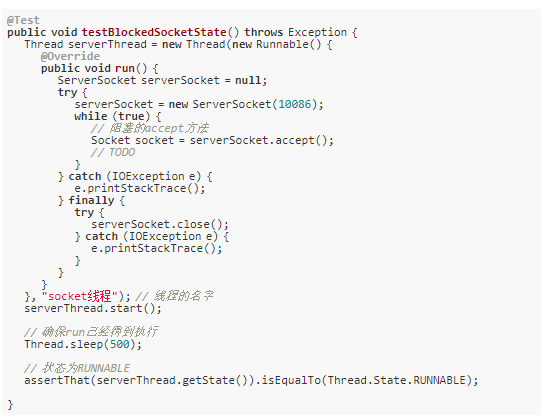 @Test
public void testBlockedSocketState() throws Exception {
Thread serverThread = new Thread(new Runnable() {
@Override
public void run() {
ServerSocket serverSocket = null;
try {
serverSocket = new ServerSocket(10086);
while (true) {
// 阻塞的accept方法
Socket socket = serverSocket.accept();
// TODO
}
} catch (IOException e) {
e.printStackTrace();
} finally {
try {
serverSocket.close();
} catch (IOException e) {
e.printStackTrace();
}
}
}
}, "socket线程"); // 线程的名字
serverThread.start();
// 确保run已经得到执行
Thread.sleep(500);
// 状态为RUNNABLE
assertThat(serverThread.getState()).isEqualTo(Thread.State.RUNNABLE);
}